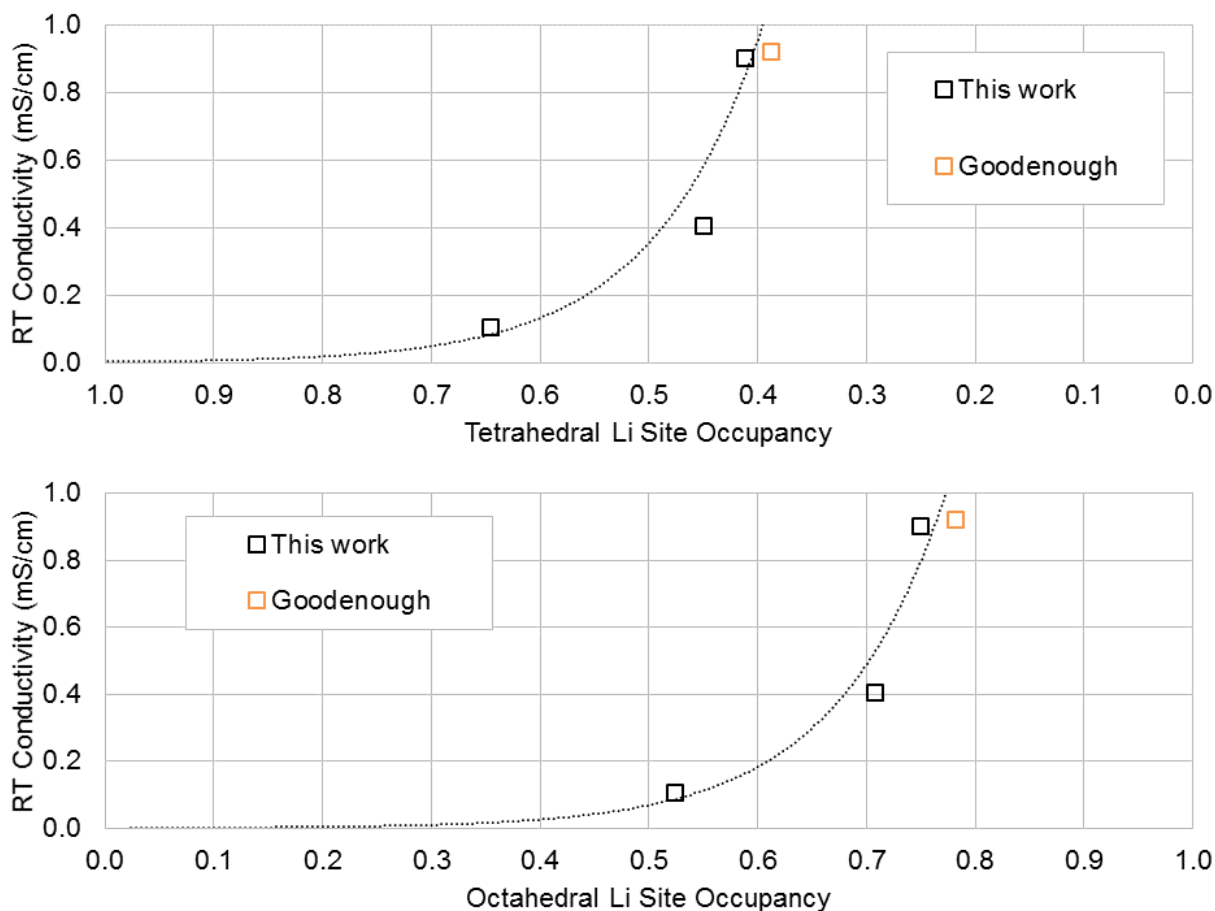 RT Conductivity (mS/cm)
1.0
0.8
0.6
0.4
0.2
0.0
This work
Goodenough
1.0 0.9 0.8 0.7 0.6 0.5 0.4 0.3 0.2 0.1 0.0
Tetrahedral Li Site Occupancy
RT Conductivity (mS/cm)
1.0
0.8
0.6
0.4
0.2
0.0
This work
Goodenough
0.0 0.1 0.2 0.3 0.4 0.5 0.6 0.7 0.8 0.9 1.0
Octahedral Li Site Occupancy